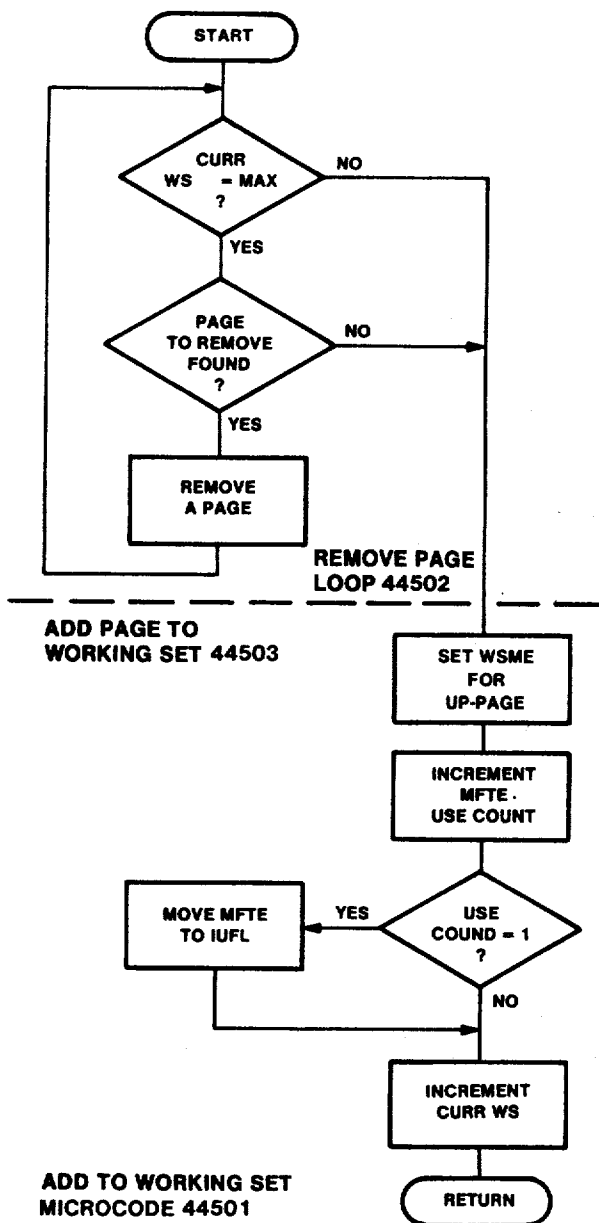 START
CURR
WS = MAX
?
NO
YES
PAGE
TO REMOVE
FOUND
?
NO
YES
REMOVE
A PAGE
REMOVE PAGE
LOOP 44502
ADD PAGE TO
WORKING SET 44503
SET WSME
FOR
UP-PAGE
INCREMENT
MFTE
USE COUNT
USE
COUND = 1
?
YES
MOVE MFTE
TO IUFL
NO
INCREMENT
CURR WS
ADD TO WORKING SET
MICROCODE 44501
RETURN